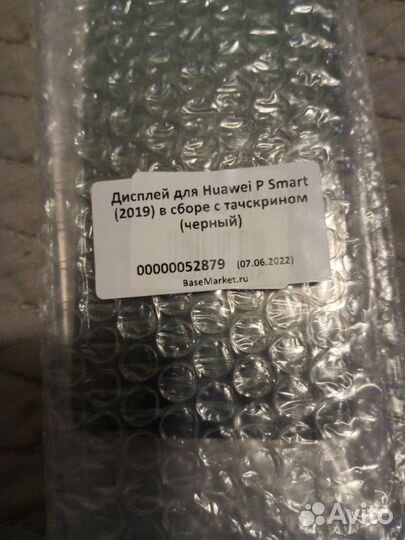 Дисплей для Huawei P Smart
(2019) в сборе с тачскрином
(черный)
00000052879 (07.06.2022)
BaseMarket.ru
Avito